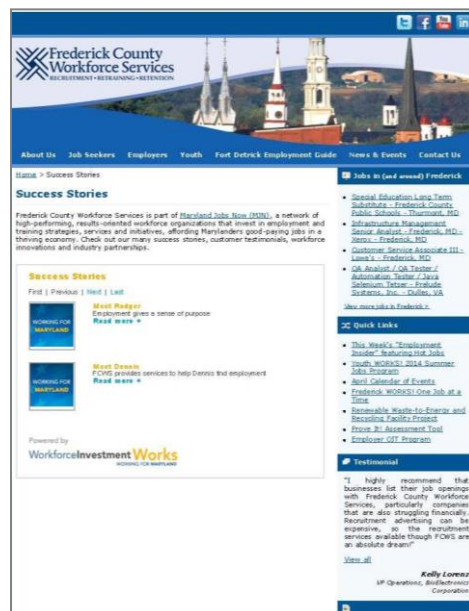 Frederick County
Workforce Services
RECRUITMENT•RETRAINING•RETENTION
About Us Job Seekers Employers Youth Fort Detrick Employment Guide News & Events Contact Us
Home > Success Stories
Success Stories
Frederick County Workforce Services is part of Maryland Jobs Now (MJN), a network of
high-performing, results-oriented workforce organizations that invest in employment and
training strategies, services and initiatives, affording Marylanders good-paying jobs in a
thriving economy. Check out our many success stories, customer testimonials, workforce
innovations and industry partnerships.
Success Stories
First | Previous | Next | Last
WORKING FOR
MARYLAND
Meet Rodger
Employment gives a sense of purpose
Read more +
WORKING FOR
MARYLAND
Meet Dennis
FCWS provides services to help Dennis find employment
Read more +
Powered by
WorkforceInvestmentWorks
WORKING FOR MARYLAND
Jobs in (and around) Frederick
Special Education Long Term
Substitute - Frederick County
Public Schools - Thurmont, MD
Infrastructure Management
Senior Analyst - Frederick, MD -
Xerox - Frederick, MD
Customer Service Associate III -
Lowe's - Frederick, MD
QA Analyst / QA Tester /
Automation Tester / Java
Selenium Tetser - Prelude
Systems, Inc. - Dulles, VA
View more jobs in Frederick >
Quick Links
This Week's "Employment
Insider" featuring Hot Jobs
Youth WORKS! 2014 Summer
Jobs Program
April Calendar of Events
Frederick WORKS! One Job at a
Time
Renewable Waste-to-Energy and
Recycling Facility Project
Prove It! Assessment Tool
Employer OJT Program
Testimonial
"I highly recommend that
businesses list their job openings
with Frederick County Workforce
Services, particularly companies
that are also struggling financially.
Recruitment advertising can be
expensive, so the recruitment
services available though FCWS are
an absolute dream!"
View all
Kelly Lorenz
VP Operations, BioElectronics
Corporation